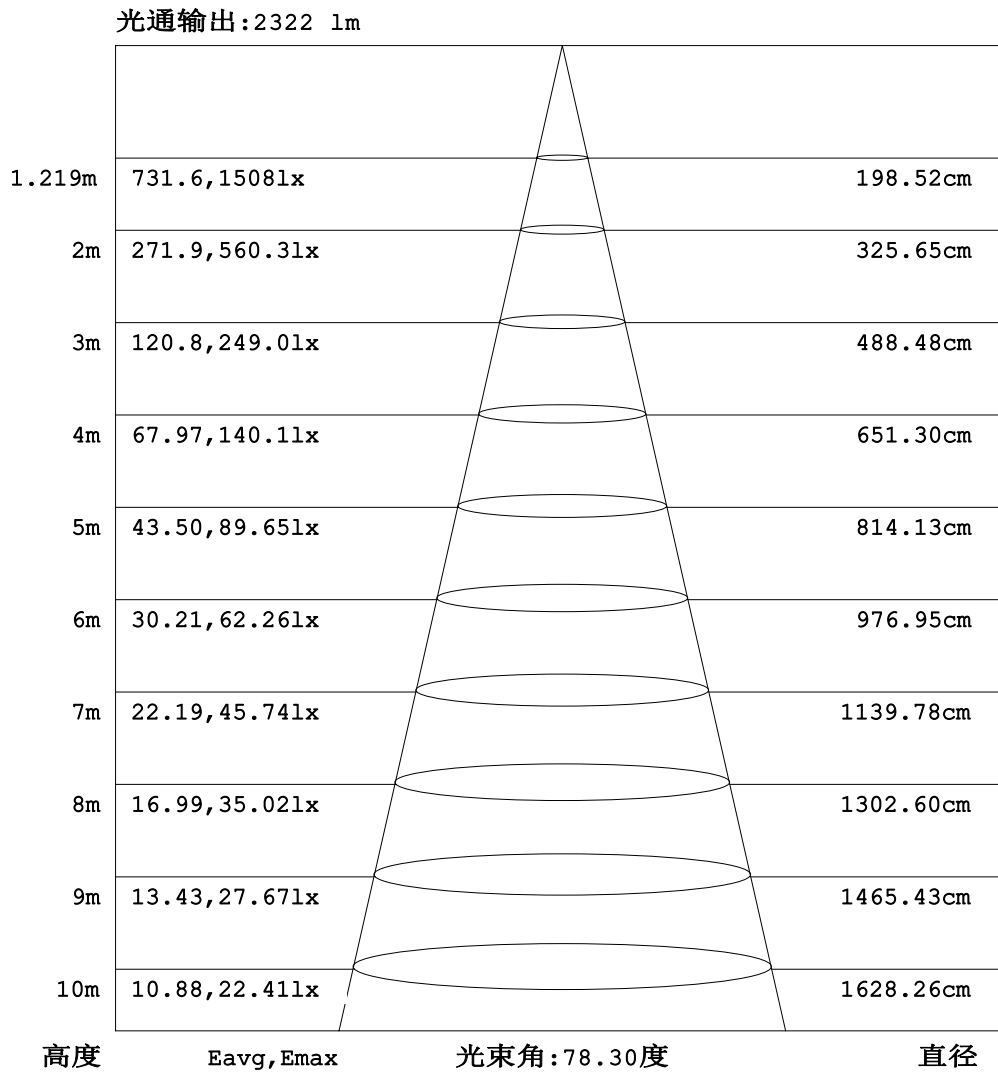 光通输出:2322 lm
1.219m 731.6,1508lx 198.52cm
2m 271.9,560.3lx 325.65cm
3m 120.8,249.0lx 488.48cm
4m 67.97,140.1lx 651.30cm
5m 43.50,89.65lx 814.13cm
6m 30.21,62.26lx 976.95cm
7m 22.19,45.74lx 1139.78cm
8m 16.99,35.02lx 1302.60cm
9m 13.43,27.67lx 1465.43cm
10m 10.88,22.41lx 1628.26cm
高度 Eavg,Emax 光束角:78.30度 直径